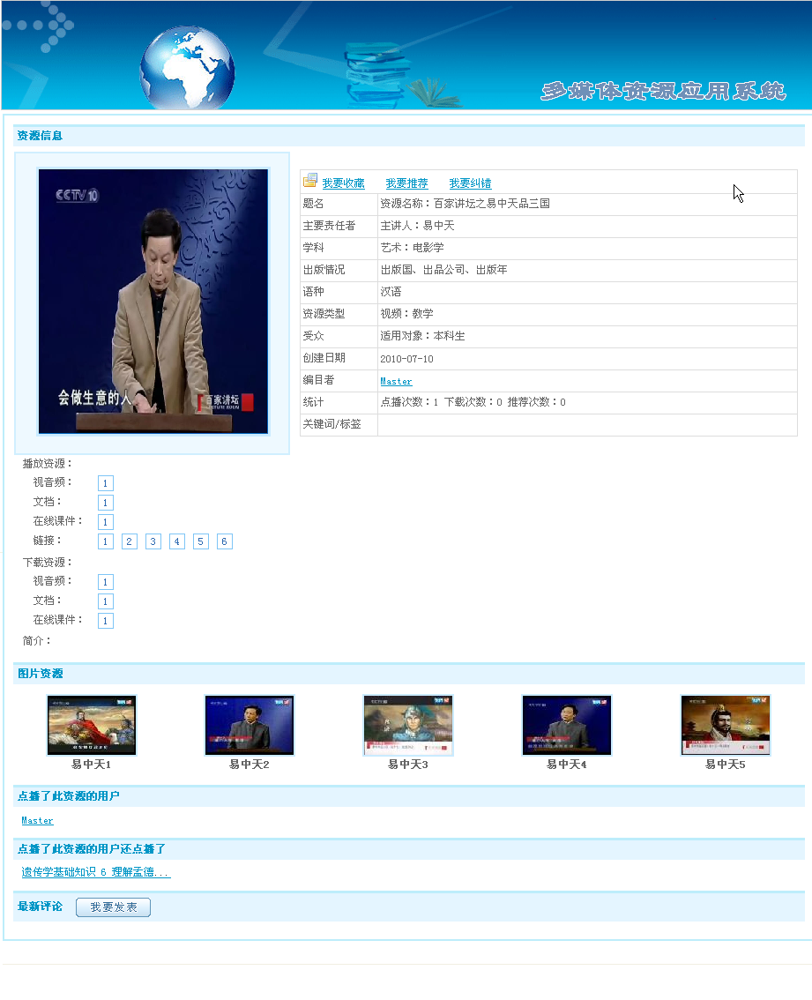 多媒体资源应用系统
资源信息
CCTV 10
会做生意的人
百家讲坛
我要收藏 我要推荐 我要纠错
题名 资源名称：百家讲坛之易中天品三国
主要责任者 主讲人：易中天
学科 艺术：电影学
出版情况 出版国、出品公司、出版年
语种 汉语
资源类型 视频：教学
受众 适用对象：本科生
创建日期 2010-07-10
编目者 Master
统计 点播次数：1 下载次数：0 推荐次数：0
关键词/标签
播放资源：
视音频： 1
文档： 1
在线课件： 1
链接： 1 2 3 4 5 6
下载资源：
视音频： 1
文档： 1
在线课件： 1
简介：
图片资源
易中天1 易中天2 易中天3 易中天4 易中天5
点播了此资源的用户
Master
点播了此资源的用户还点播了
遗传学基础知识 6 理解孟德...
最新评论 我要发表